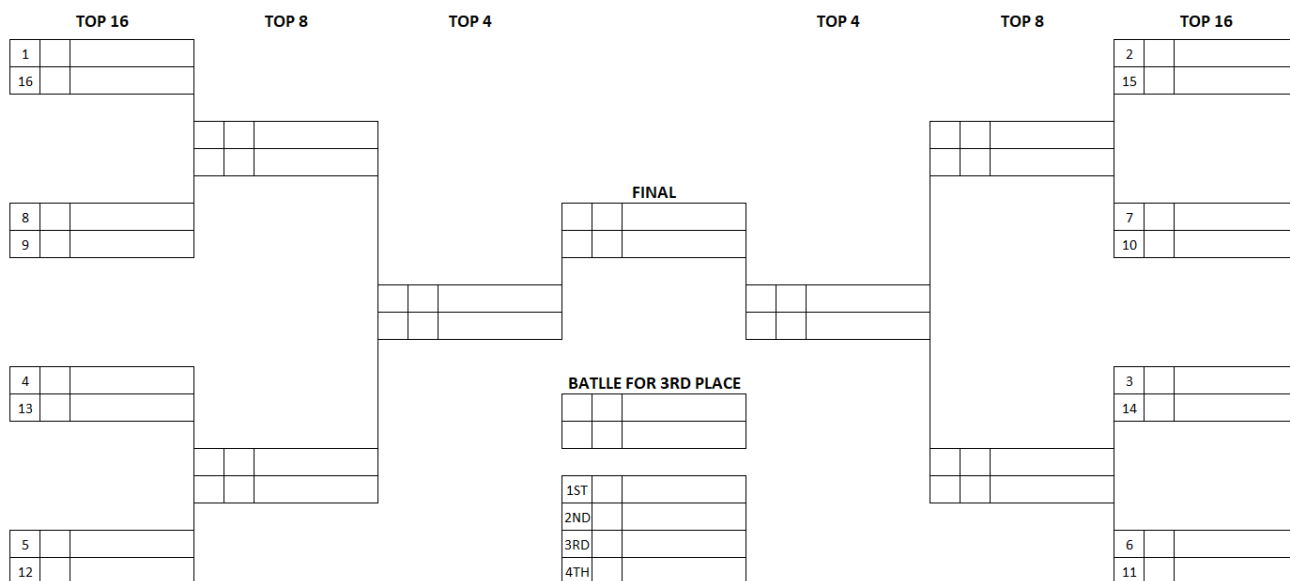 TOP 16 TOP 8 TOP 4 TOP 4 TOP 8 TOP 16
1 2
16 15
FINAL
8 7
9 10
4 BATLLE FOR 3RD PLACE 3
13 14
1ST
2ND
5 3RD 6
12 4TH 11